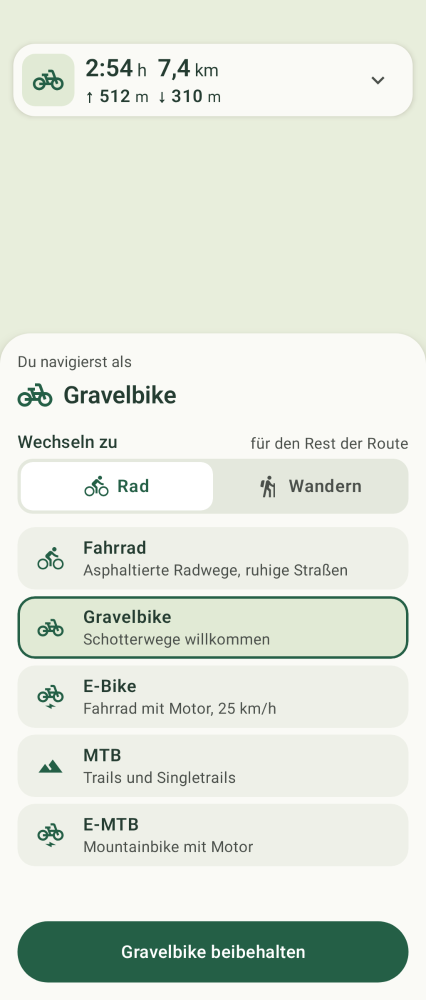 2:54 h 7,4 km
↑ 512 m ↓ 310 m
Du navigierst als
Gravelbike
Wechseln zu für den Rest der Route
Rad Wandern
Fahrrad
Asphaltierte Radwege, ruhige Straßen
Gravelbike
Schotterwege willkommen
E-Bike
Fahrrad mit Motor, 25 km/h
MTB
Trails und Singletrails
E-MTB
Mountainbike mit Motor
Gravelbike beibehalten